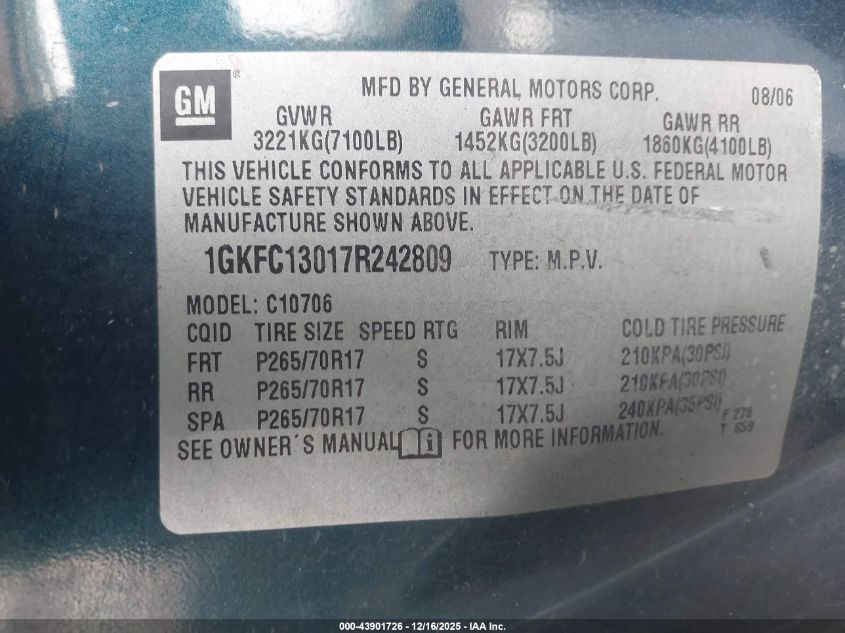 GM ®
MFD BY GENERAL MOTORS CORP. 08/06
GVWR GAWR FRT GAWR RR
3221KG(7100LB) 1452KG(3200LB) 1860KG(4100LB)
THIS VEHICLE CONFORMS TO ALL APPLICABLE U.S. FEDERAL MOTOR
VEHICLE SAFETY STANDARDS IN EFFECT ON THE DATE OF
MANUFACTURE SHOWN ABOVE.
1GKFC13017R242809 TYPE: M.P.V.
MODEL: C10706
CQID TIRE SIZE SPEED RTG RIM COLD TIRE PRESSURE
FRT P265/70R17 S 17X7.5J 210KPA(30PSI)
RR P265/70R17 S 17X7.5J 210KPA(30PSI)
SPA P265/70R17 S 17X7.5J 240KPA(35PSI) F 278
SEE OWNER´S MANUAL i FOR MORE INFORMATION. T 659
000-43901726 - 12/16/2025 - IAA Inc.